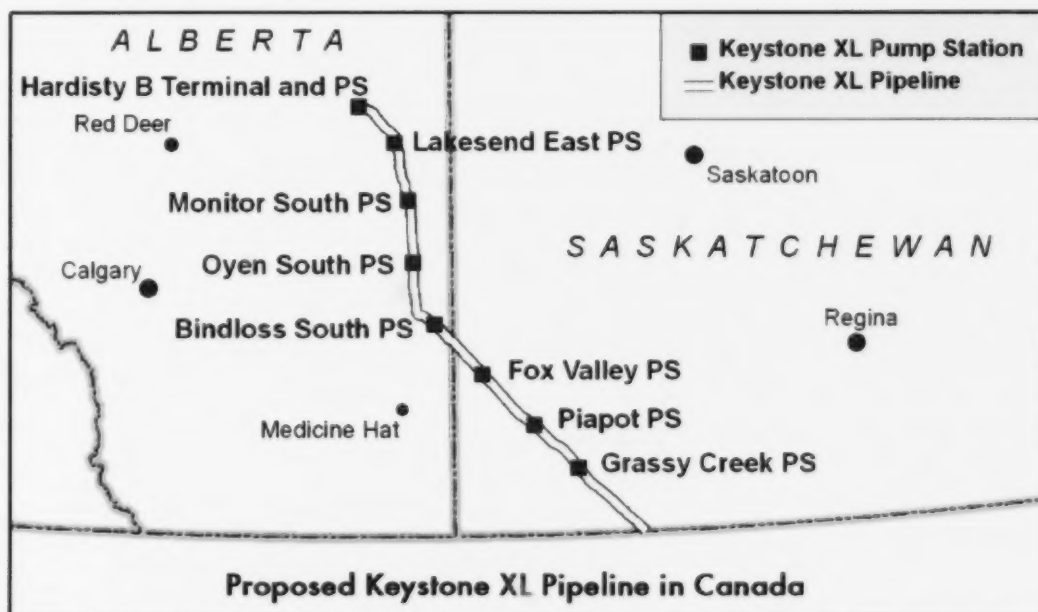 ALBERTA
Keystone XL Pump Station
Keystone XL Pipeline
Hardisty B Terminal and PS
Red Deer
Lakesend East PS
Saskatoon
Monitor South PS
SASKATCHEWAN
Oyen South PS
Calgary
Bindloss South PS
Regina
Fox Valley PS
Medicine Hat
Piapot PS
Grassy Creek PS
Proposed Keystone XL Pipeline in Canada